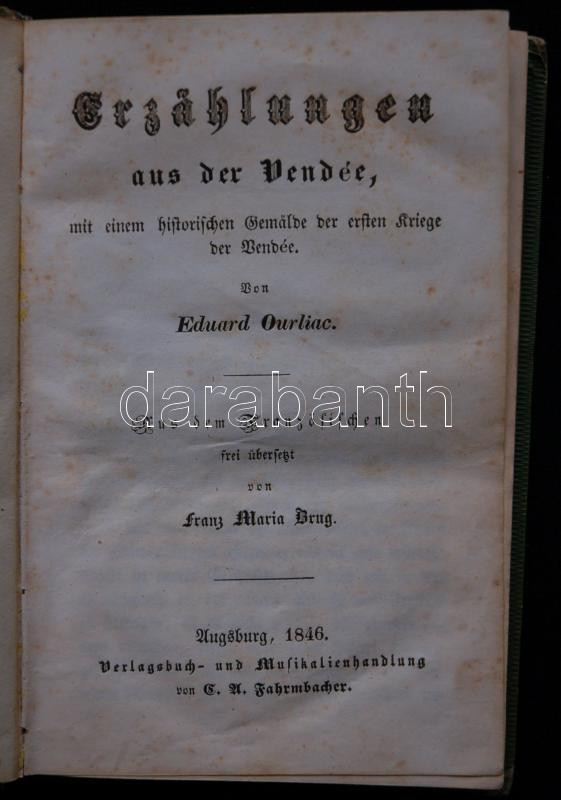 Erzählungen
aus der Vendée,
mit einem historischen Gemälde der ersten Kriege
der Vendée.
Von
Eduard Ourliac.
darabanth
Aus dem Französischen
frei übersetzt
von
Franz Maria Brug.
Augsburg, 1846.
Verlagsbuch- und Musikalienhandlung
von C. A. Fahrmbacher.